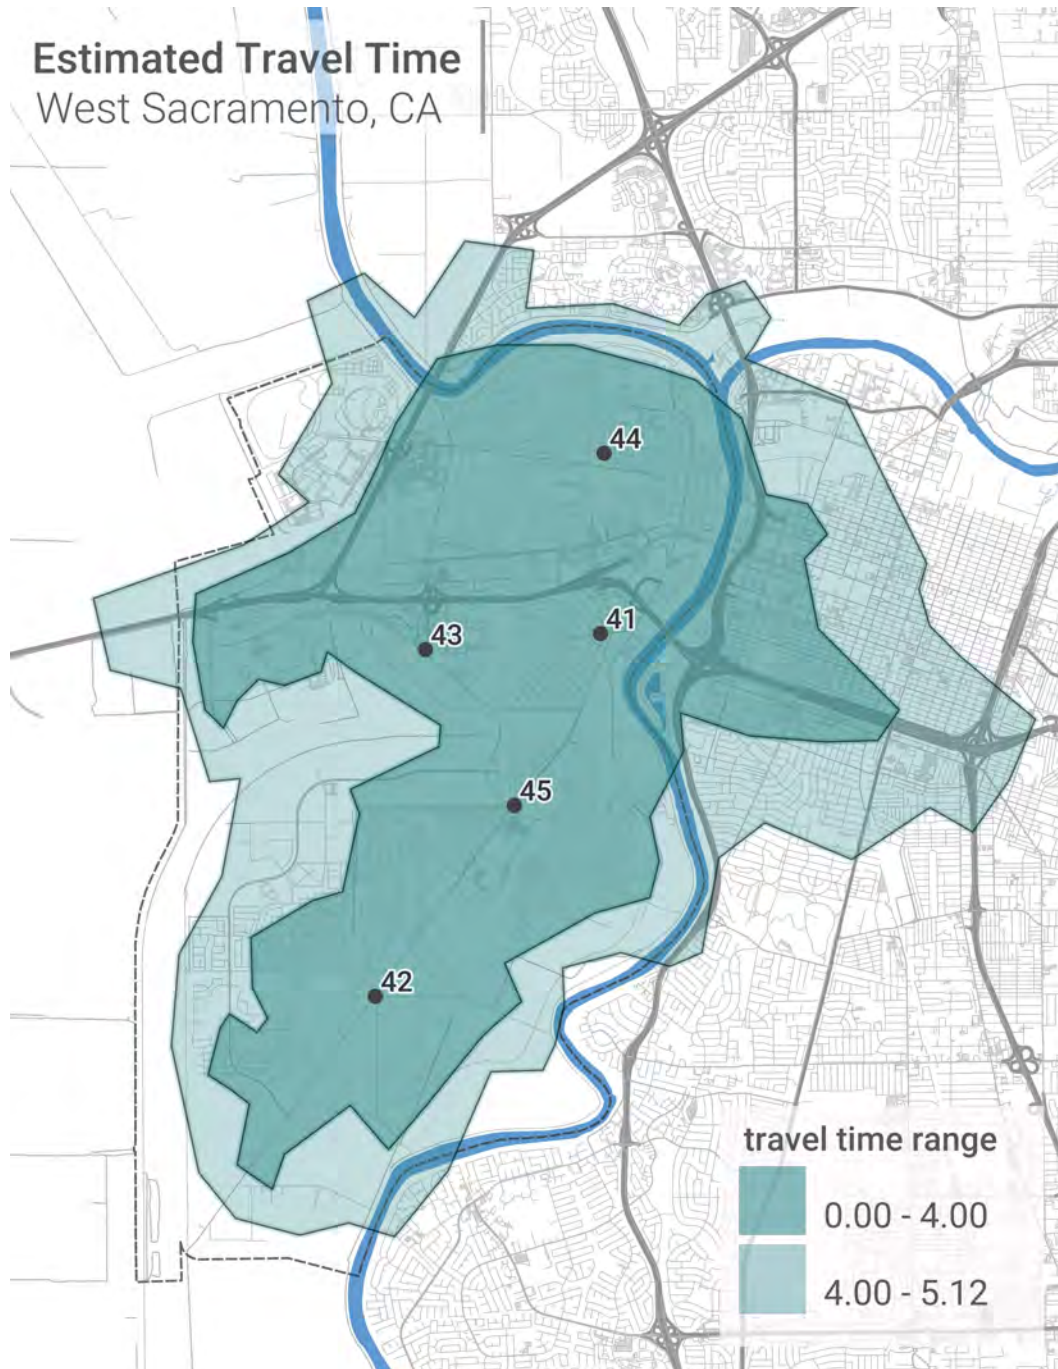 Estimated Travel Time
West Sacramento, CA
44
41
43
45
42
travel time range
0.00 - 4.00
4.00 - 5.12